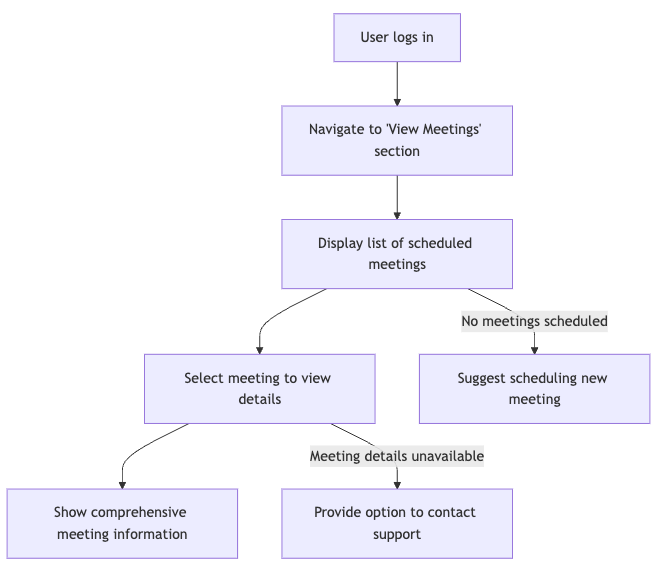 User logs in
Navigate to 'View Meetings'
section
Display list of scheduled
meetings
No meetings scheduled
Select meeting to view
details
Suggest scheduling new
meeting
Meeting details unavailable
Show comprehensive
meeting information
Provide option to contact
support